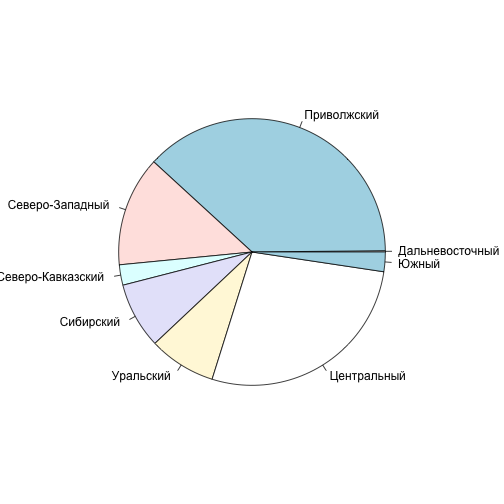 Приволжский
Северо-Западный
Дальневосточный
Южный
Северо-Кавказский
Сибирский
Уральский
Центральный